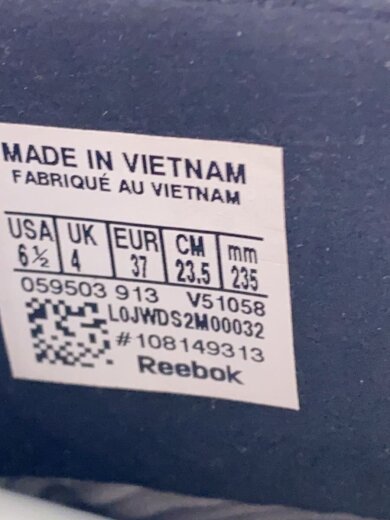 MADE IN VIETNAM
FABRIQUÉ AU VIETNAM
USA UK EUR CM mm
6½ 4 37 23.5 235
059503 913 V51058
L0JWDS2M00032
#108149313
Reebok